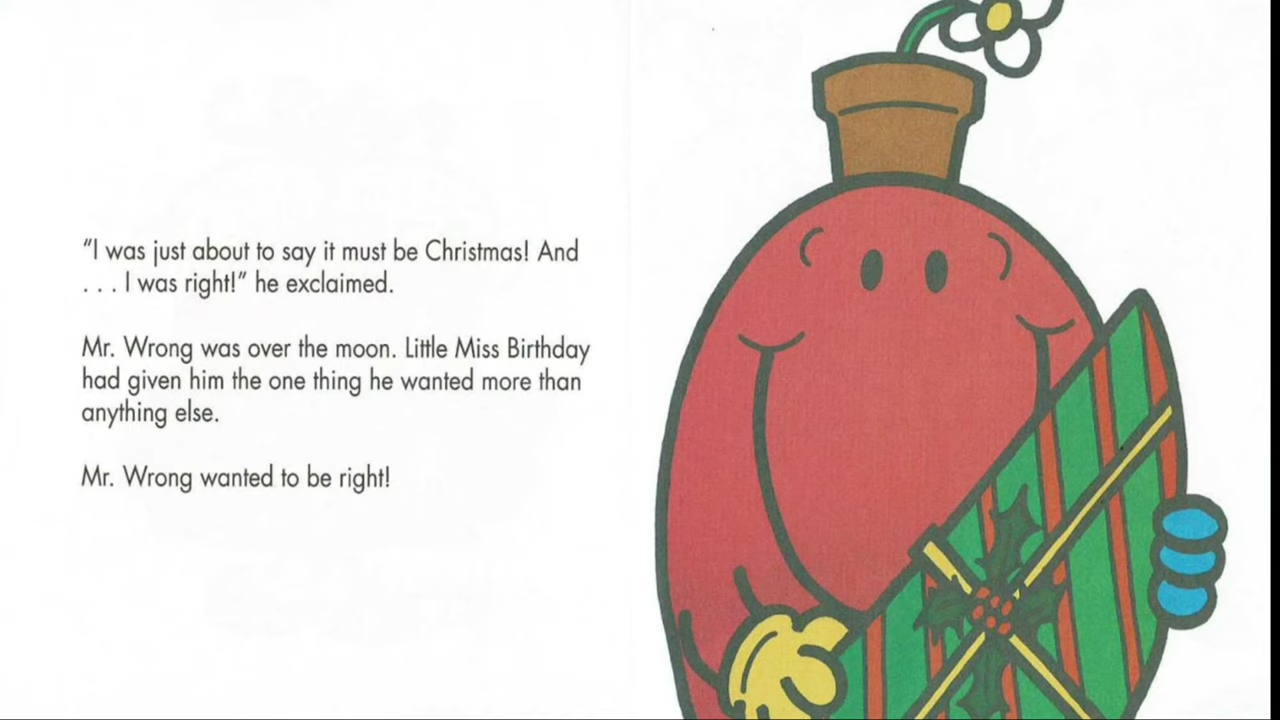 “I was just about to say it must be Christmas! And
. . . I was right!” he exclaimed.
Mr. Wrong was over the moon. Little Miss Birthday
had given him the one thing he wanted more than
anything else.
Mr. Wrong wanted to be right!